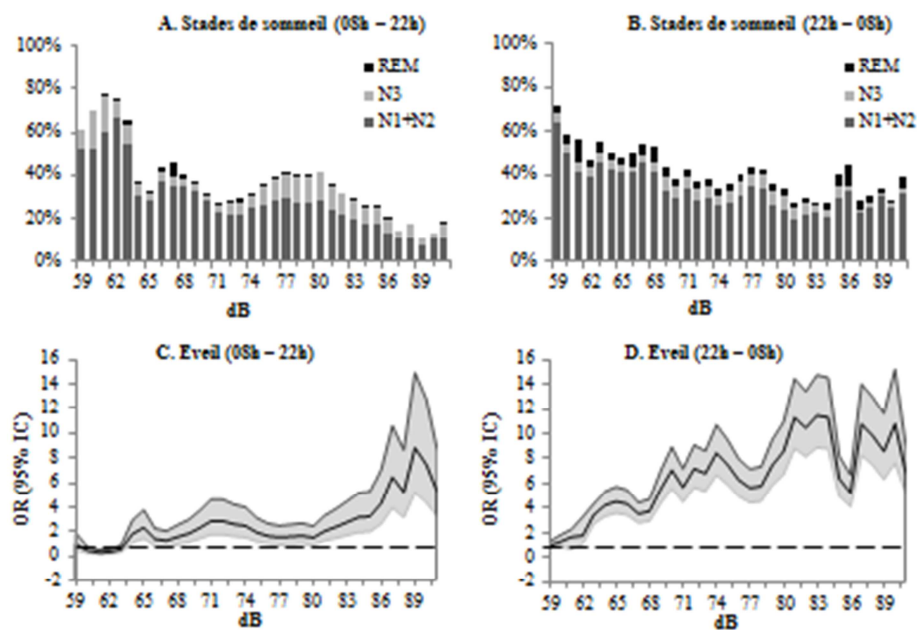 A. Stades de sommeil (08h – 22h)
100%
80%
60%
40%
20%
0%
REM
N3
N1+N2
59 62 65 68 71 74 77 80 83 86 89
dB
B. Stades de sommeil (22h – 08h)
100%
80%
60%
40%
20%
0%
REM
N3
N1+N2
59 62 65 68 71 74 77 80 83 86 89
dB
C. Eveil (08h – 22h)
OR (95% IC)
16
14
12
10
8
6
4
2
0
-2
59 62 65 68 71 74 77 80 83 86 89
dB
D. Eveil (22h – 08h)
OR (95% IC)
16
14
12
10
8
6
4
2
0
-2
59 62 65 68 71 74 77 80 83 86 89
dB